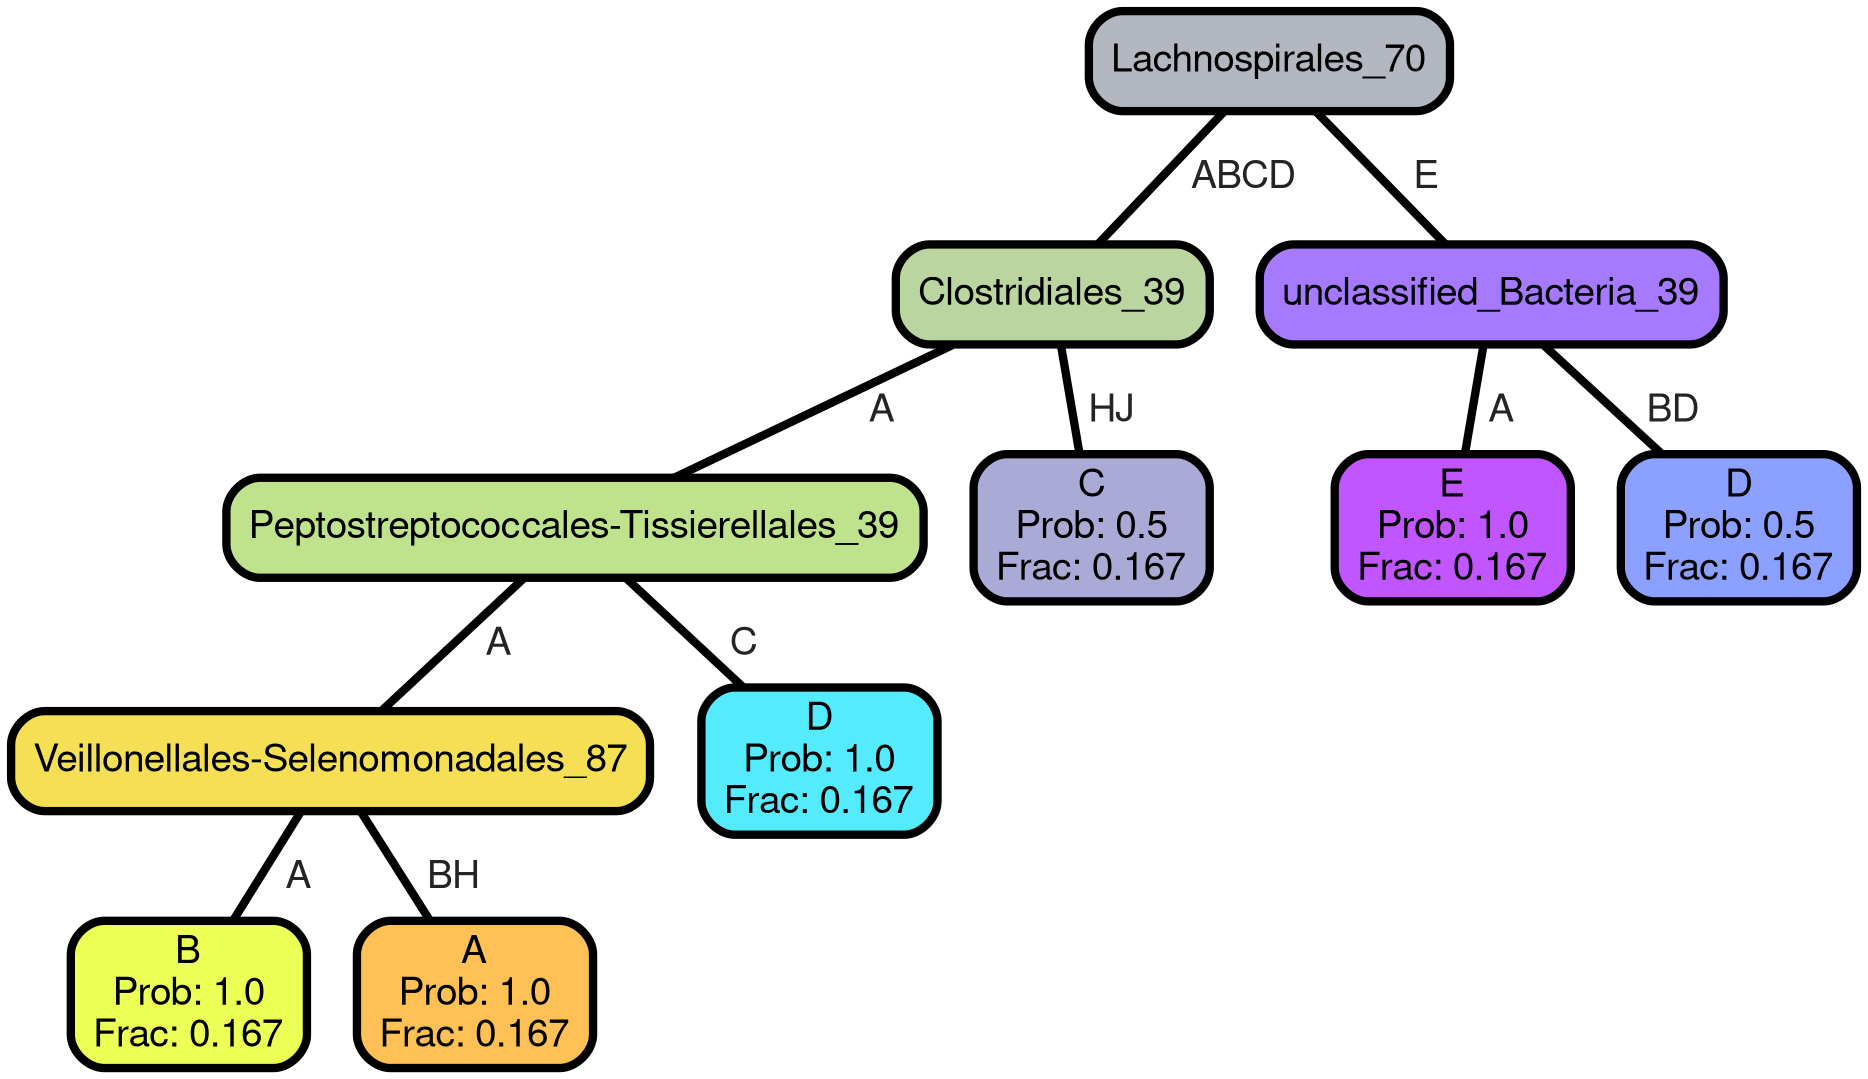 Lachnospirales_70
ABCD
E
Clostridiales_39
unclassified_Bacteria_39
A
HJ
A
BD
Peptostreptococcales-Tissierellales_39
C
Prob: 0.5
Frac: 0.167
E
Prob: 1.0
Frac: 0.167
D
Prob: 0.5
Frac: 0.167
A
C
Veillonellales-Selenomonadales_87
D
Prob: 1.0
Frac: 0.167
A
BH
B
Prob: 1.0
Frac: 0.167
A
Prob: 1.0
Frac: 0.167